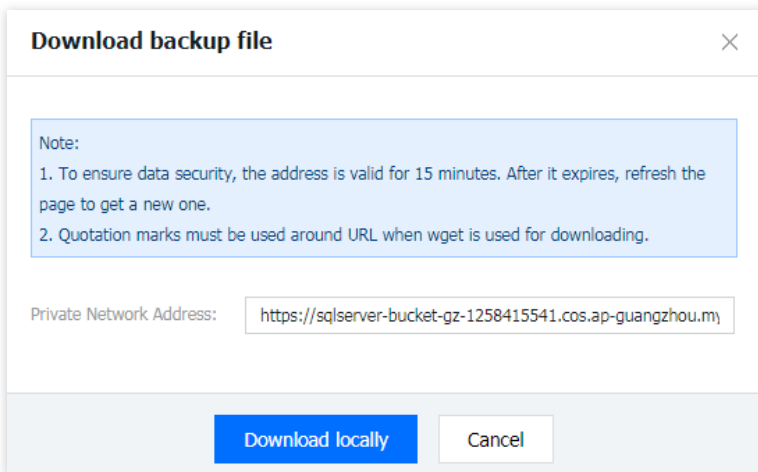 Download backup file
Note:
1. To ensure data security, the address is valid for 15 minutes. After it expires, refresh the
page to get a new one.
2. Quotation marks must be used around URL when wget is used for downloading.
Private Network Address: https://sqlserver-bucket-gz-1258415541.cos.ap-guangzhou.my
Download locally Cancel